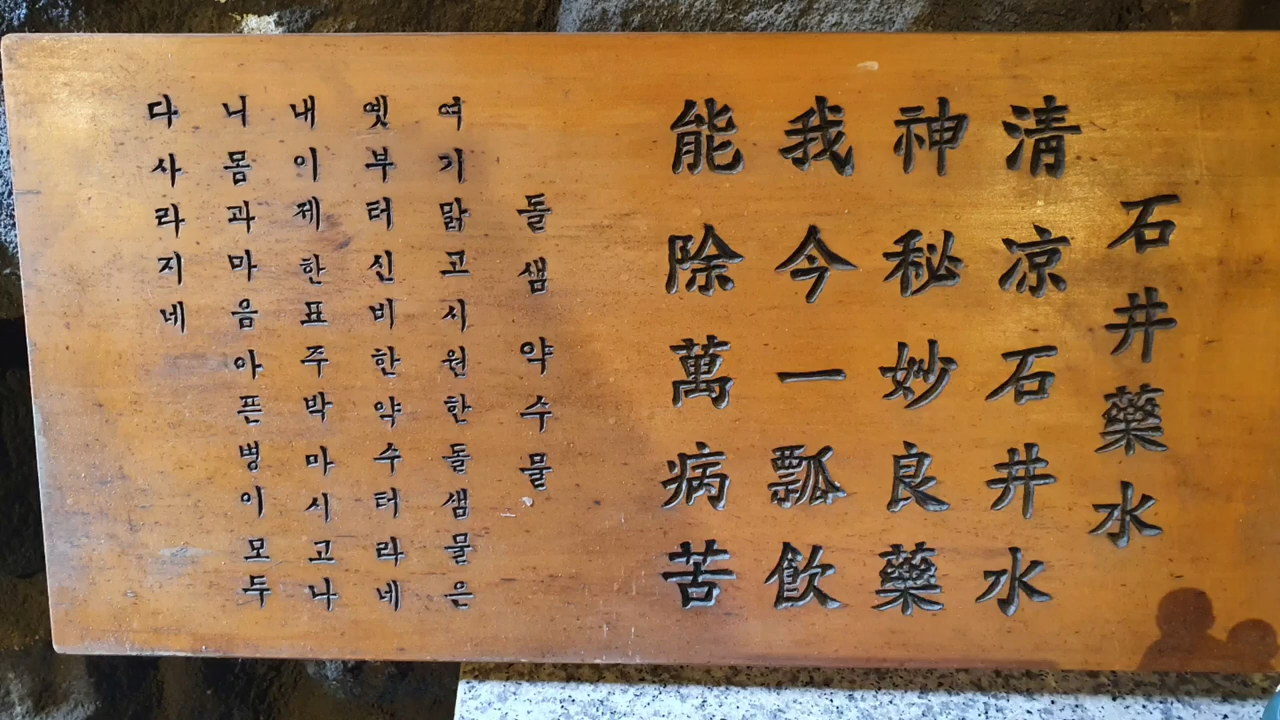 石井藥水
清凉石井水
神秘妙良藥
我今一瓢飮
能除萬病苦
돌샘 약수물
여기맑고시원한돌샘물은
옛부터신비한약수터라네
내이제한표주박마시고나
니몸과마음아픈병이모두
다사라지네